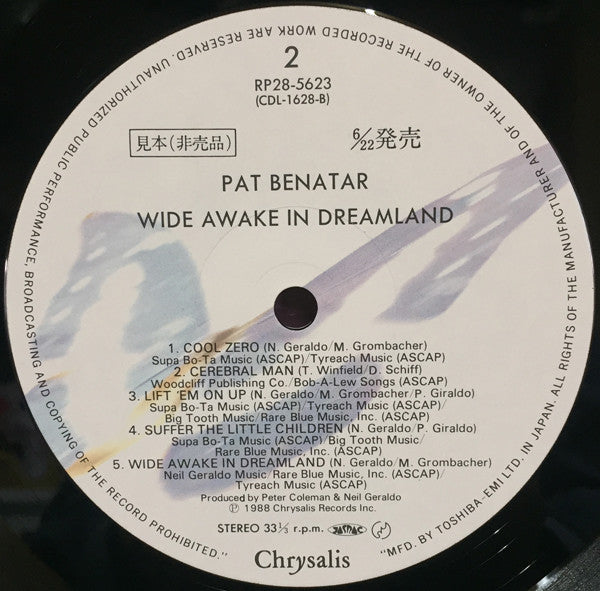 2
RP28-5623
(CDL-1628-B)
見本(非売品)
6/22発売
PAT BENATAR
WIDE AWAKE IN DREAMLAND
1. COOL ZERO (N. Geraldo/M. Grombacher)
Supa Bo-Ta Music (ASCAP)/Tyreach Music (ASCAP)
2. CEREBRAL MAN (T. Winfield/D. Schiff)
Woodcliff Publishing Co./Bob-A-Lew Songs (ASCAP)
3. LIFT 'EM ON UP (N. Geraldo/M. Grombacher/P. Giraldo)
Supa Bo-Ta Music (ASCAP)/Tyreach Music (ASCAP)/
Big Tooth Music/Rare Blue Music, Inc. (ASCAP)
4. SUFFER THE LITTLE CHILDREN (N. Geraldo/P. Giraldo)
Supa Bo-Ta Music (ASCAP)/Big Tooth Music/
Rare Blue Music, Inc. (ASCAP)
5. WIDE AWAKE IN DREAMLAND (N. Geraldo/M. Grombacher)
Neil Geraldo Music/Rare Blue Music, Inc. (ASCAP)/
Tyreach Music (ASCAP)
Produced by Peter Coleman & Neil Geraldo
Ⓟ 1988 Chrysalis Records Inc.
STEREO 33⅓ r.p.m. JASRAC
Chrysalis
"MFD. BY TOSHIBA-EMI LTD. IN JAPAN. ALL RIGHTS OF THE MANUFACTURER AND OF THE OWNER OF THE RECORDED WORK ARE RESERVED. UNAUTHORIZED PUBLIC PERFORMANCE, BROADCASTING AND COPYING OF THE RECORD PROHIBITED."